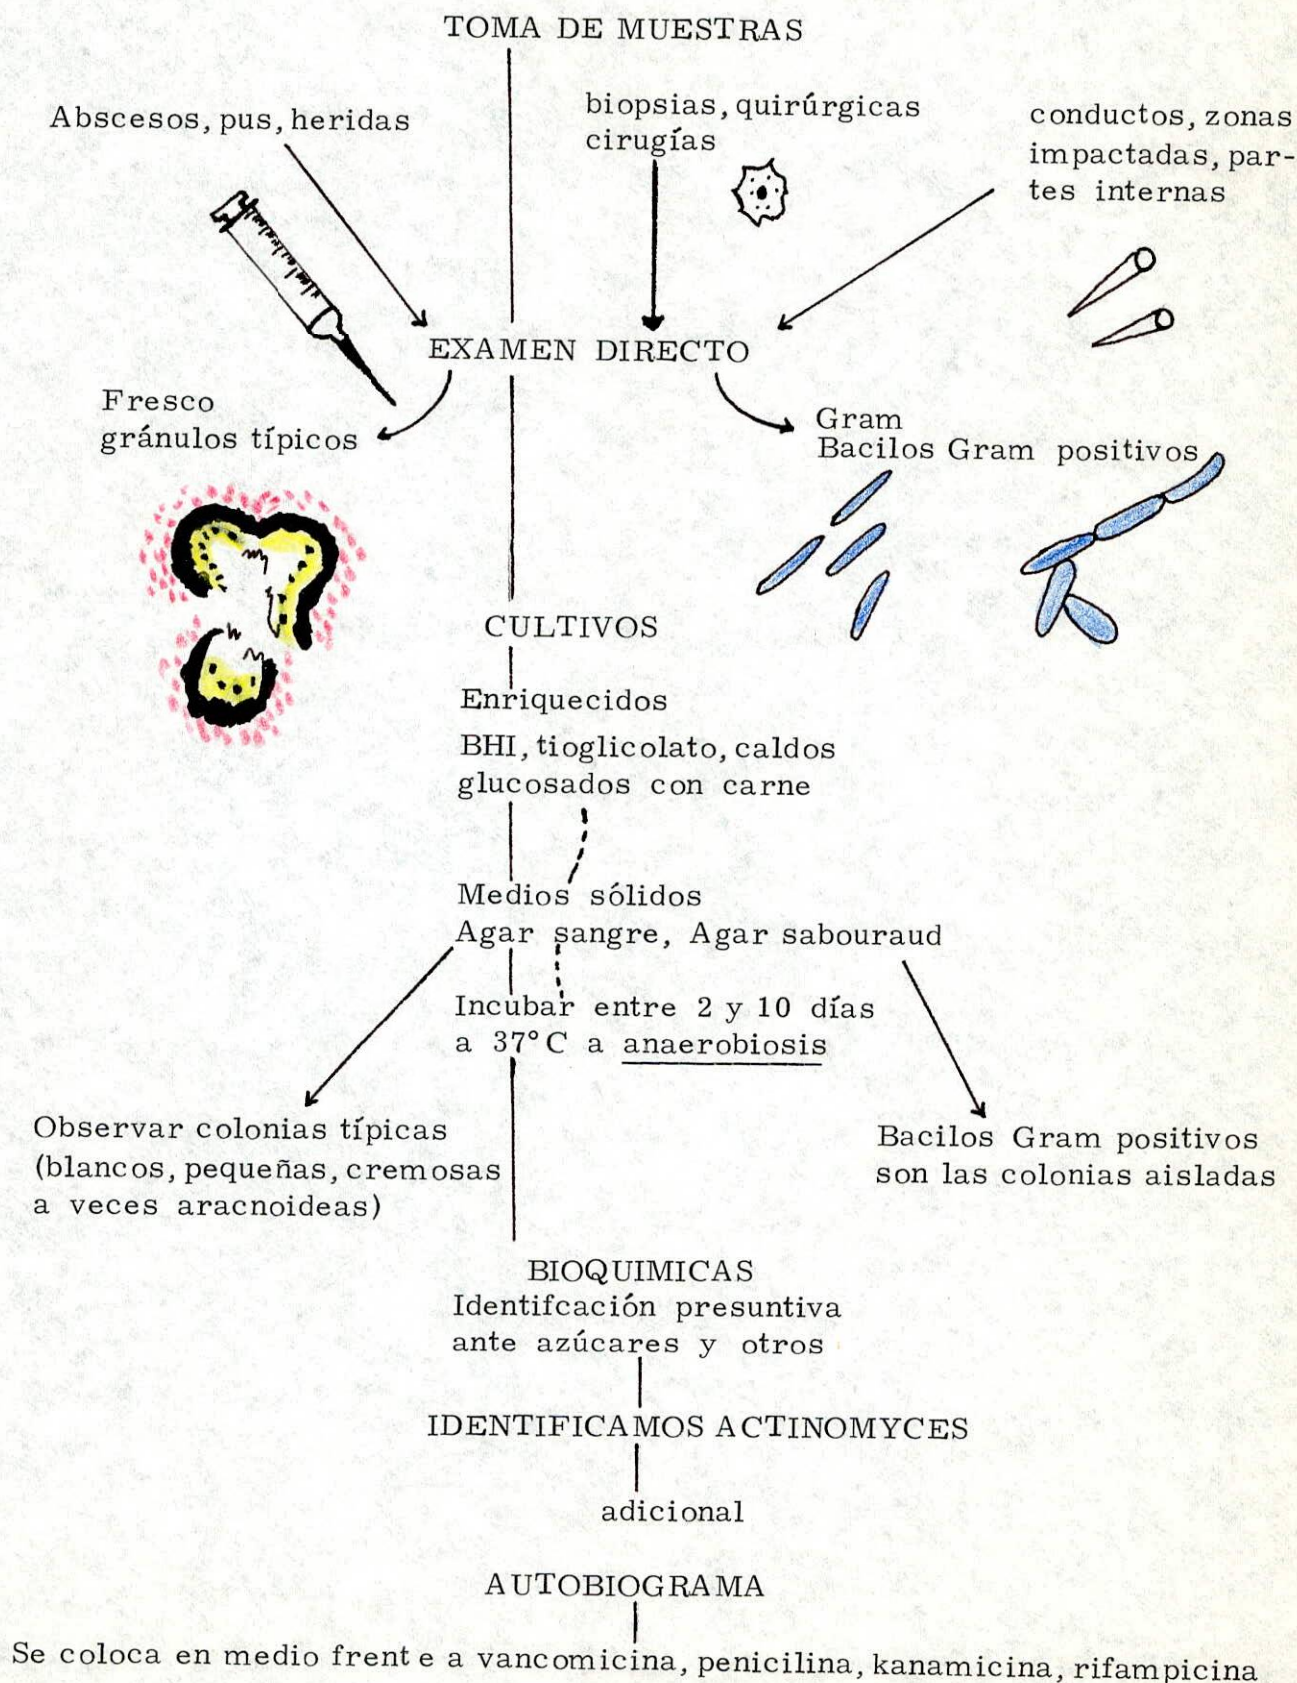 TOMA DE MUESTRAS
Abscesos, pus, heridas
biopsias, quirúrgicas
cirugías
conductos, zonas
impactadas, par-
tes internas
EXAMEN DIRECTO
Fresco
gránulos típicos
Gram
Bacilos Gram positivos
CULTIVOS
Enriquecidos
BHI, tioglicolato, caldos
glucosados con carne
Medios sólidos
Agar sangre, Agar sabouraud
Incubar entre 2 y 10 días
a 37°C a anaerobiosis
Observar colonias típicas
(blancos, pequeñas, cremosas
a veces aracnoideas)
Bacilos Gram positivos
son las colonias aisladas
BIOQUIMICAS
Identifcación presuntiva
ante azúcares y otros
IDENTIFICAMOS ACTINOMYCES
adicional
AUTOBIOGRAMA
Se coloca en medio frent e a vancomicina, penicilina, kanamicina, rifampicina